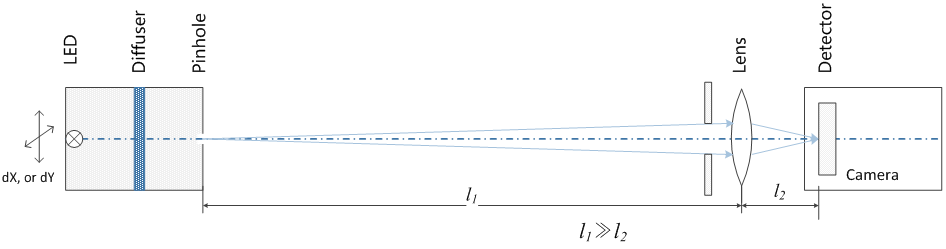 LED
Diffuser
Pinhole
Lens
Detector
dX, or dY
Camera
l₁
l₂
l₁≫l₂